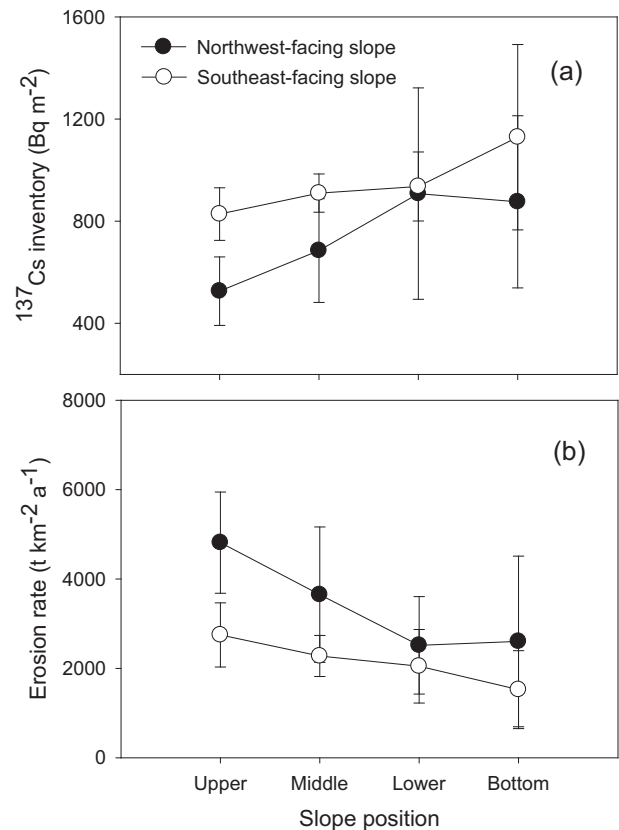 1600
1200
800
400
¹³⁷Cs inventory (Bq m⁻²)
Northwest-facing slope
Southeast-facing slope
(a)
8000
6000
4000
2000
0
Erosion rate (t km⁻² a⁻¹)
(b)
Upper Middle Lower Bottom
Slope position